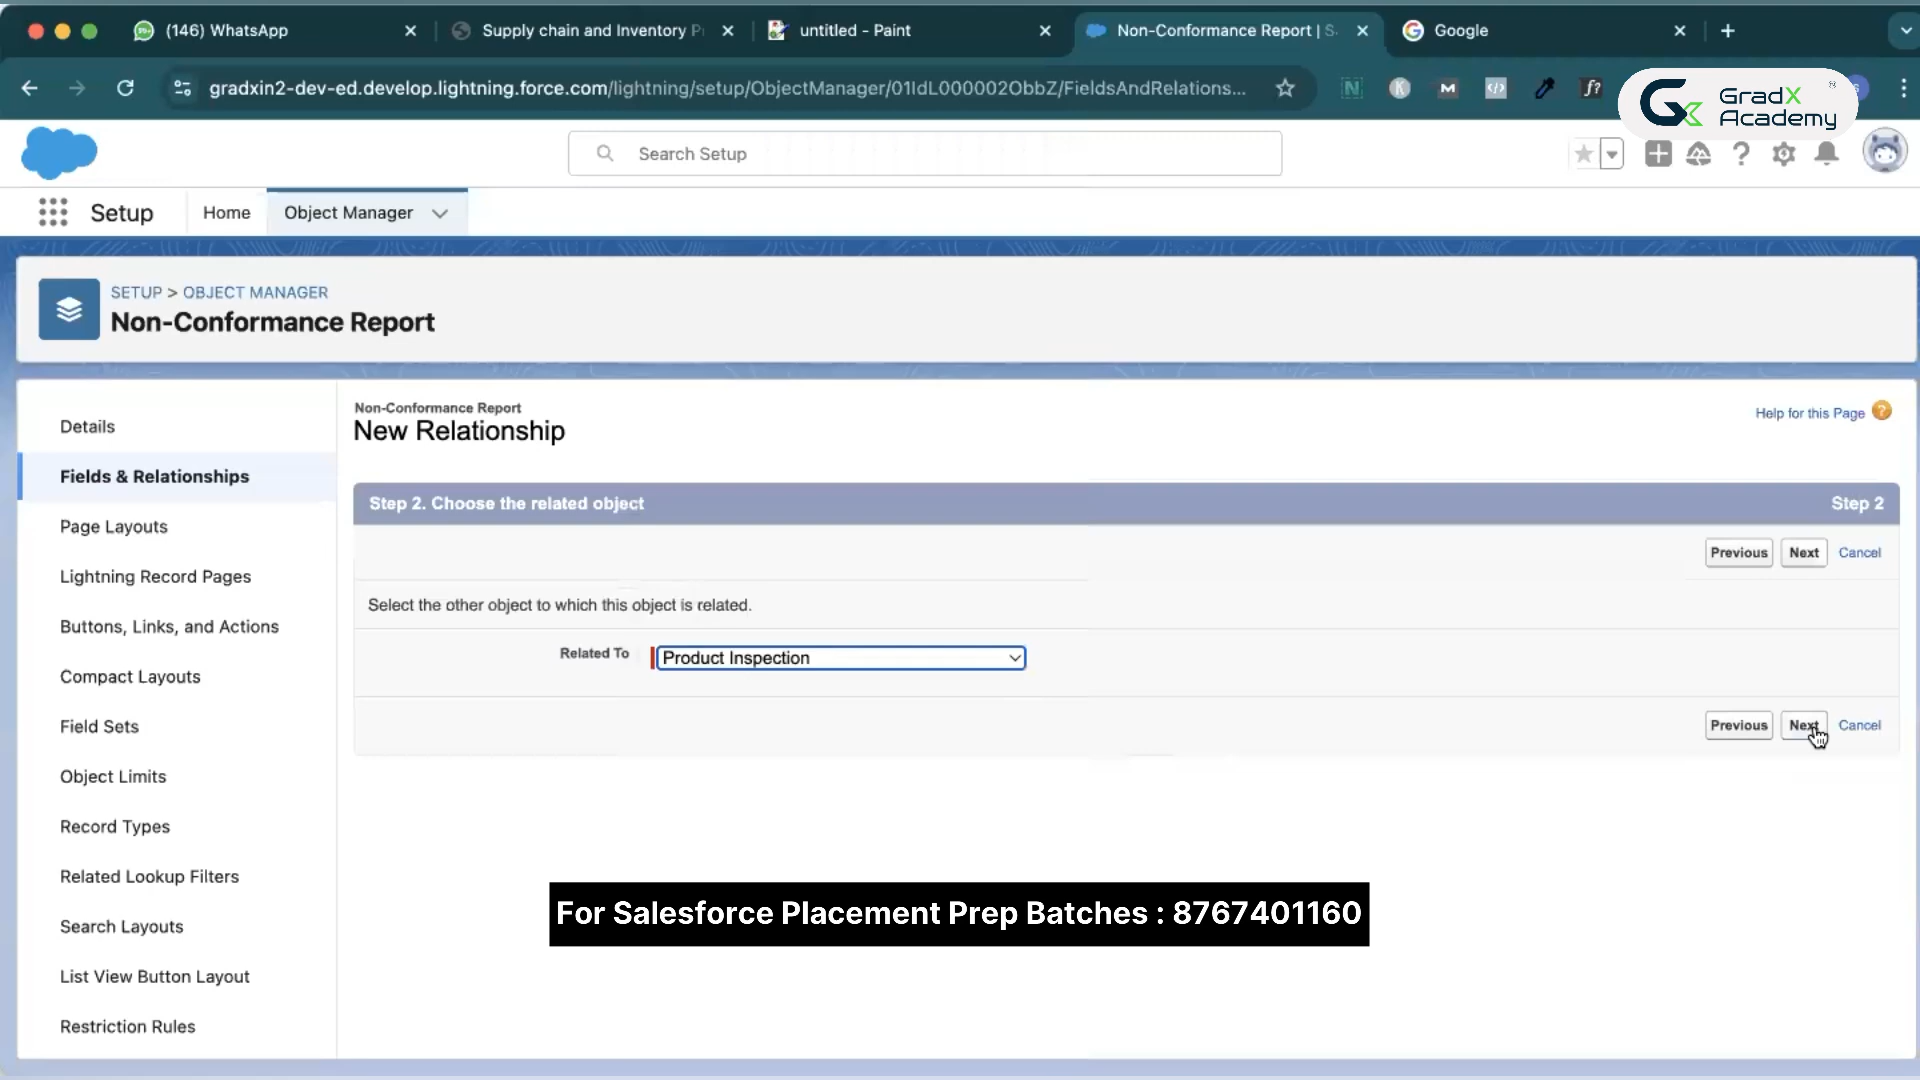 (146) WhatsApp
Supply chain and Inventory P
untitled - Paint
Non-Conformance Report | S
Google
gradxin2-dev-ed.develop.lightning.force.com/lightning/setup/ObjectManager/01IdL000002ObbZ/FieldsAndRelations...
GradX
Academy
Search Setup
Setup
Home
Object Manager
SETUP > OBJECT MANAGER
Non-Conformance Report
Details
Fields & Relationships
Page Layouts
Lightning Record Pages
Buttons, Links, and Actions
Compact Layouts
Field Sets
Object Limits
Record Types
Related Lookup Filters
Search Layouts
List View Button Layout
Restriction Rules
Non-Conformance Report
New Relationship
Help for this Page
Step 2. Choose the related object
Step 2
Previous Next Cancel
Select the other object to which this object is related.
Related To Product Inspection
Previous Next Cancel
For Salesforce Placement Prep Batches : 8767401160